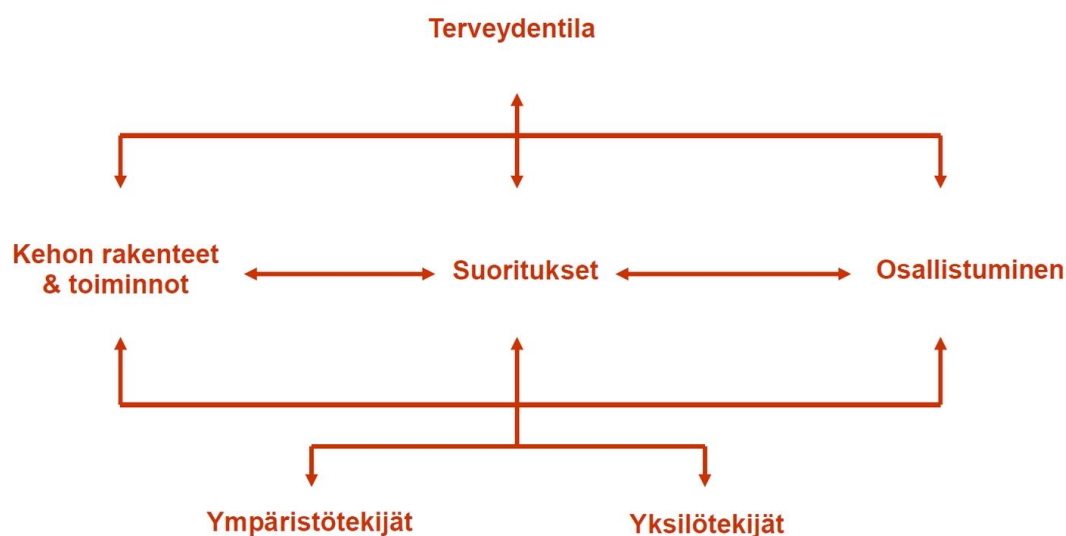 Terveydentila
Kehon rakenteet
& toiminnot
Suoritukset
Osallistuminen
Ympäristötekijät
Yksilötekijät